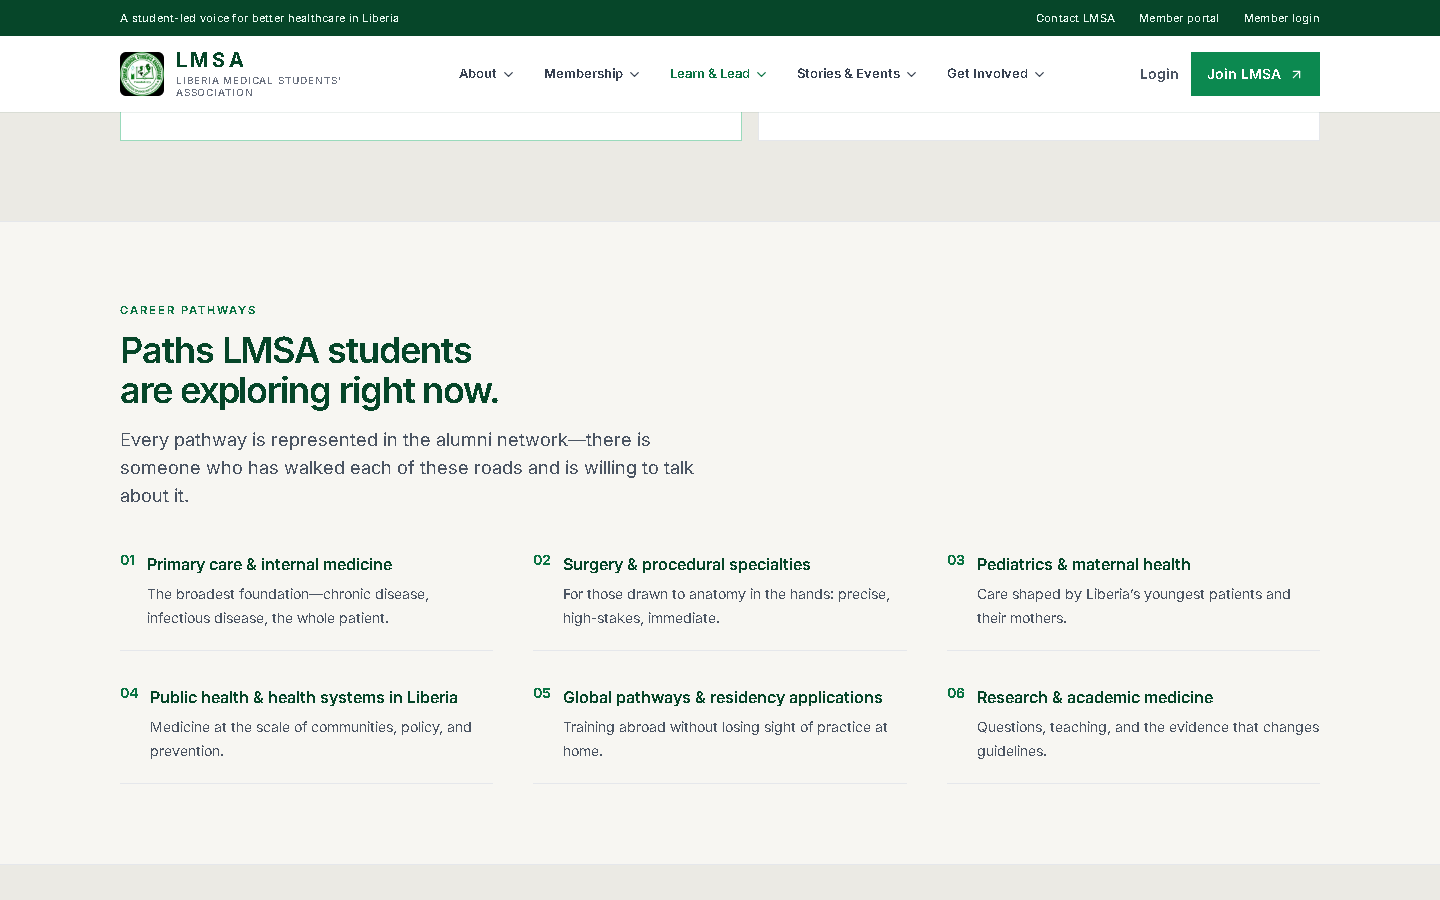 A student-led voice for better healthcare in Liberia
Contact LMSA
Member portal
Member login
LMSA
LIBERIA MEDICAL STUDENTS'
ASSOCIATION
About
Membership
Learn & Lead
Stories & Events
Get Involved
Login
Join LMSA
CAREER PATHWAYS
Paths LMSA students
are exploring right now.
Every pathway is represented in the alumni network—there is
someone who has walked each of these roads and is willing to talk
about it.
01 Primary care & internal medicine
The broadest foundation—chronic disease,
infectious disease, the whole patient.
02 Surgery & procedural specialties
For those drawn to anatomy in the hands: precise,
high-stakes, immediate.
03 Pediatrics & maternal health
Care shaped by Liberia’s youngest patients and
their mothers.
04 Public health & health systems in Liberia
Medicine at the scale of communities, policy, and
prevention.
05 Global pathways & residency applications
Training abroad without losing sight of practice at
home.
06 Research & academic medicine
Questions, teaching, and the evidence that changes
guidelines.